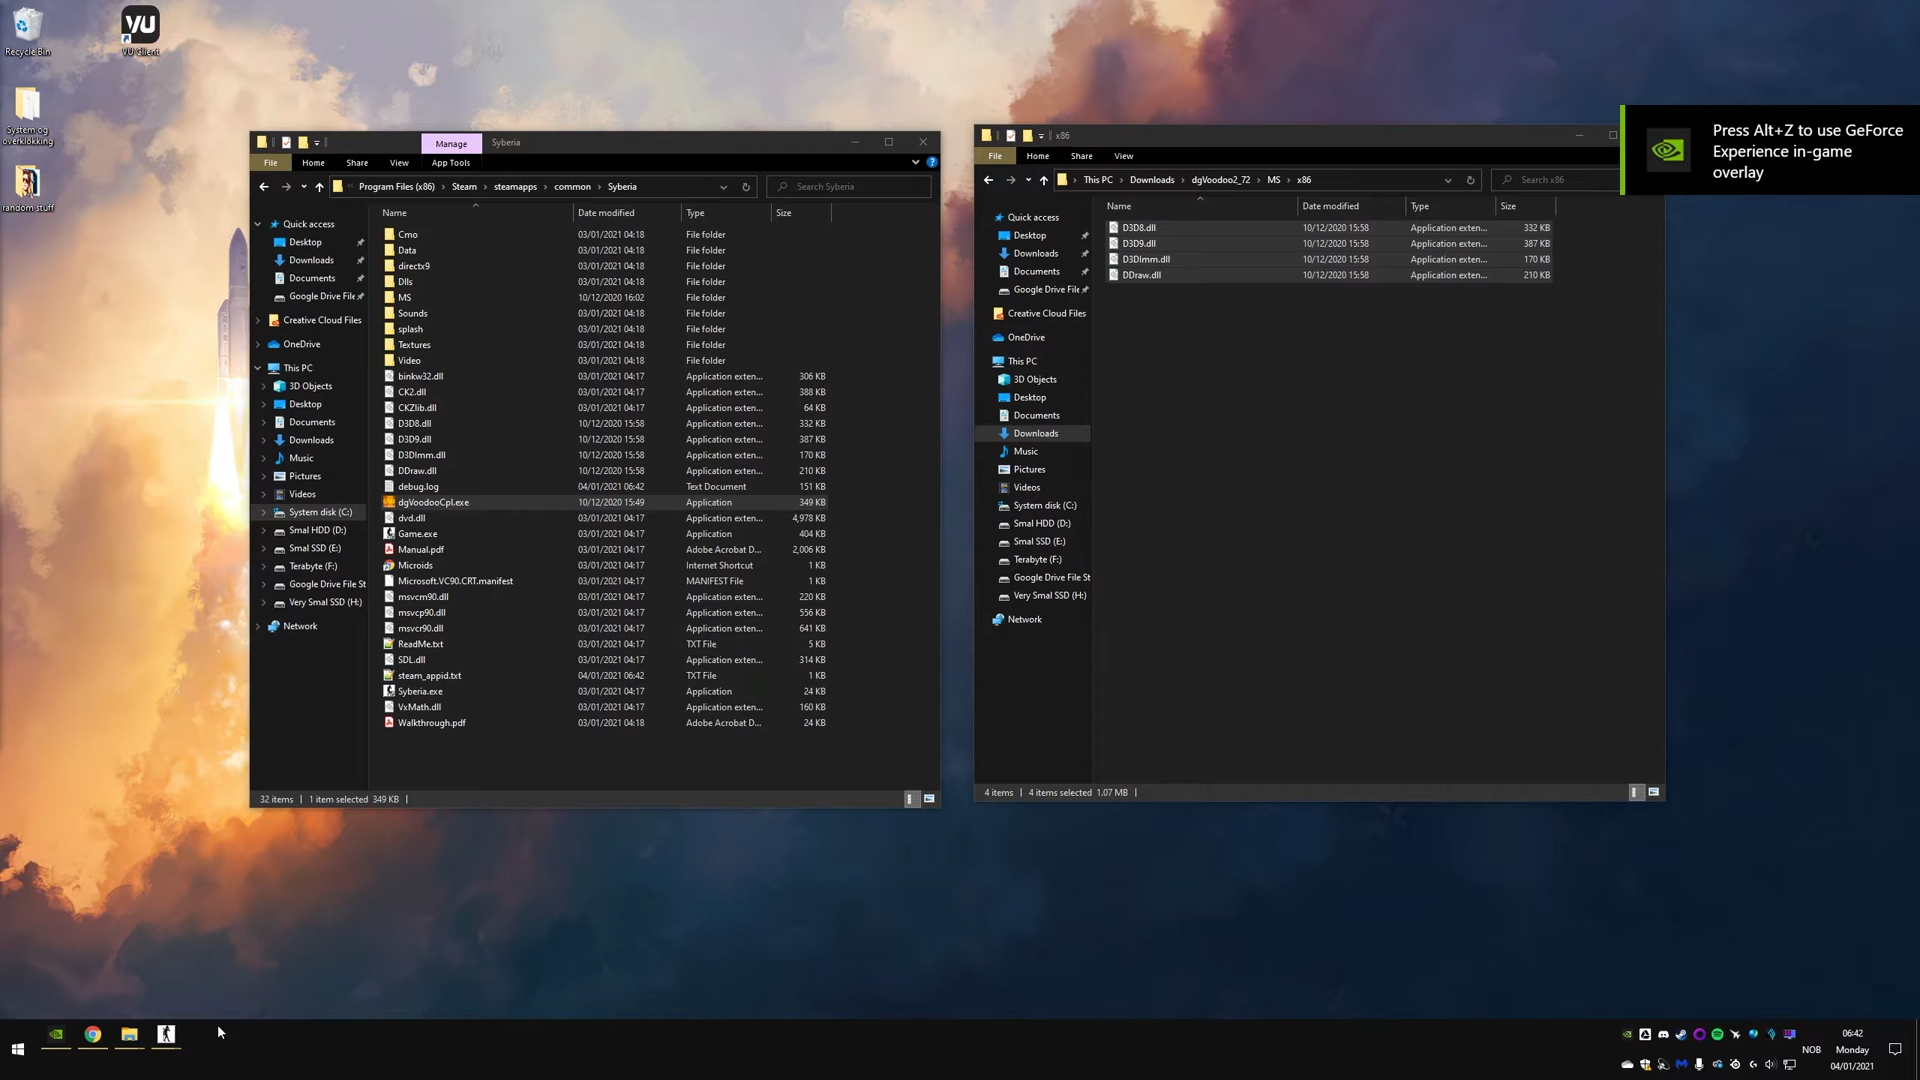 Recycle Bin
VU
VU Client
System og
overklokking
random stuff
Manage
Syberia
File
Home
Share
View
App Tools
Program Files (x86)
Steam
steamapps
common
Syberia
Search Syberia
Name
Date modified
Type
Size
Quick access
Desktop
Downloads
Documents
Google Drive File
Creative Cloud Files
OneDrive
This PC
3D Objects
Desktop
Documents
Downloads
Music
Pictures
Videos
System disk (C:)
Smal HDD (D:)
Smal SSD (E:)
Terabyte (F:)
Google Drive File St
Very Smal SSD (H:)
Network
Cmo 03/01/2021 04:18 File folder
Data 03/01/2021 04:18 File folder
directx9 03/01/2021 04:18 File folder
Dlls 03/01/2021 04:18 File folder
MS 10/12/2020 16:02 File folder
Sounds 03/01/2021 04:18 File folder
splash 03/01/2021 04:18 File folder
Textures 03/01/2021 04:18 File folder
Video 03/01/2021 04:18 File folder
binkw32.dll 03/01/2021 04:17 Application exten... 306 KB
CK2.dll 03/01/2021 04:17 Application exten... 388 KB
CKZlib.dll 03/01/2021 04:17 Application exten... 64 KB
D3D8.dll 10/12/2020 15:58 Application exten... 332 KB
D3D9.dll 10/12/2020 15:58 Application exten... 387 KB
D3DImm.dll 10/12/2020 15:58 Application exten... 170 KB
DDraw.dll 10/12/2020 15:58 Application exten... 210 KB
debug.log 04/01/2021 06:42 Text Document 151 KB
dgVoodooCpl.exe 10/12/2020 15:49 Application 349 KB
dvd.dll 03/01/2021 04:17 Application exten... 4,978 KB
Game.exe 03/01/2021 04:17 Application 404 KB
Manual.pdf 03/01/2021 04:17 Adobe Acrobat D... 2,006 KB
Microids 03/01/2021 04:17 Internet Shortcut 1 KB
Microsoft.VC90.CRT.manifest 03/01/2021 04:17 MANIFEST File 1 KB
msvcm90.dll 03/01/2021 04:17 Application exten... 220 KB
msvcp90.dll 03/01/2021 04:17 Application exten... 556 KB
msvcr90.dll 03/01/2021 04:17 Application exten... 641 KB
ReadMe.txt 03/01/2021 04:17 TXT File 5 KB
SDL.dll 03/01/2021 04:17 Application exten... 314 KB
steam_appid.txt 04/01/2021 06:42 TXT File 1 KB
Syberia.exe 03/01/2021 04:17 Application 24 KB
VxMath.dll 03/01/2021 04:17 Application exten... 160 KB
Walkthrough.pdf 03/01/2021 04:18 Adobe Acrobat D... 24 KB
32 items
1 item selected 349 KB
x86
File
Home
Share
View
This PC
Downloads
dgVoodoo2_72
MS
x86
Search x86
Name
Date modified
Type
Size
Quick access
Desktop
Downloads
Documents
Google Drive File
Creative Cloud Files
OneDrive
This PC
3D Objects
Desktop
Documents
Downloads
Music
Pictures
Videos
System disk (C:)
Smal HDD (D:)
Smal SSD (E:)
Terabyte (F:)
Google Drive File St
Very Smal SSD (H:)
Network
D3D8.dll 10/12/2020 15:58 Application exten... 332 KB
D3D9.dll 10/12/2020 15:58 Application exten... 387 KB
D3DImm.dll 10/12/2020 15:58 Application exten... 170 KB
DDraw.dll 10/12/2020 15:58 Application exten... 210 KB
4 items
4 items selected 1.07 MB
Press Alt+Z to use GeForce
Experience in-game
overlay
NOB
06:42
Monday
04/01/2021